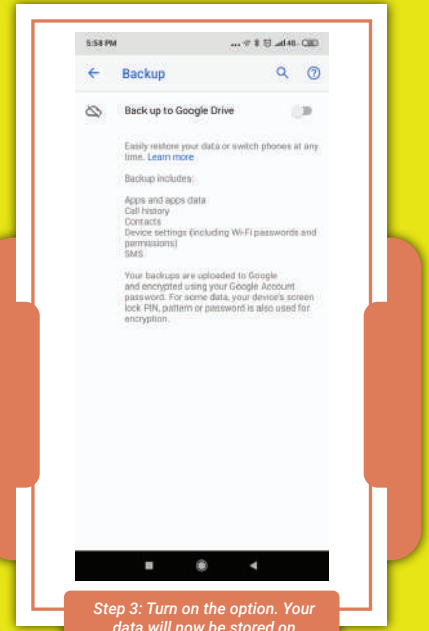 5:58 PM
Backup
Back up to Google Drive
Easily restore your data or switch phones at any
time. Learn more
Backup includes:
Apps and apps data
Call history
Contacts
Device settings (including Wi-Fi passwords and
permissions)
SMS
Your backups are uploaded to Google
and encrypted using your Google Account
password. For some data, your device's screen
lock PIN, pattern or password is also used for
encryption.
Step 3: Turn on the option. Your
data will now be stored on